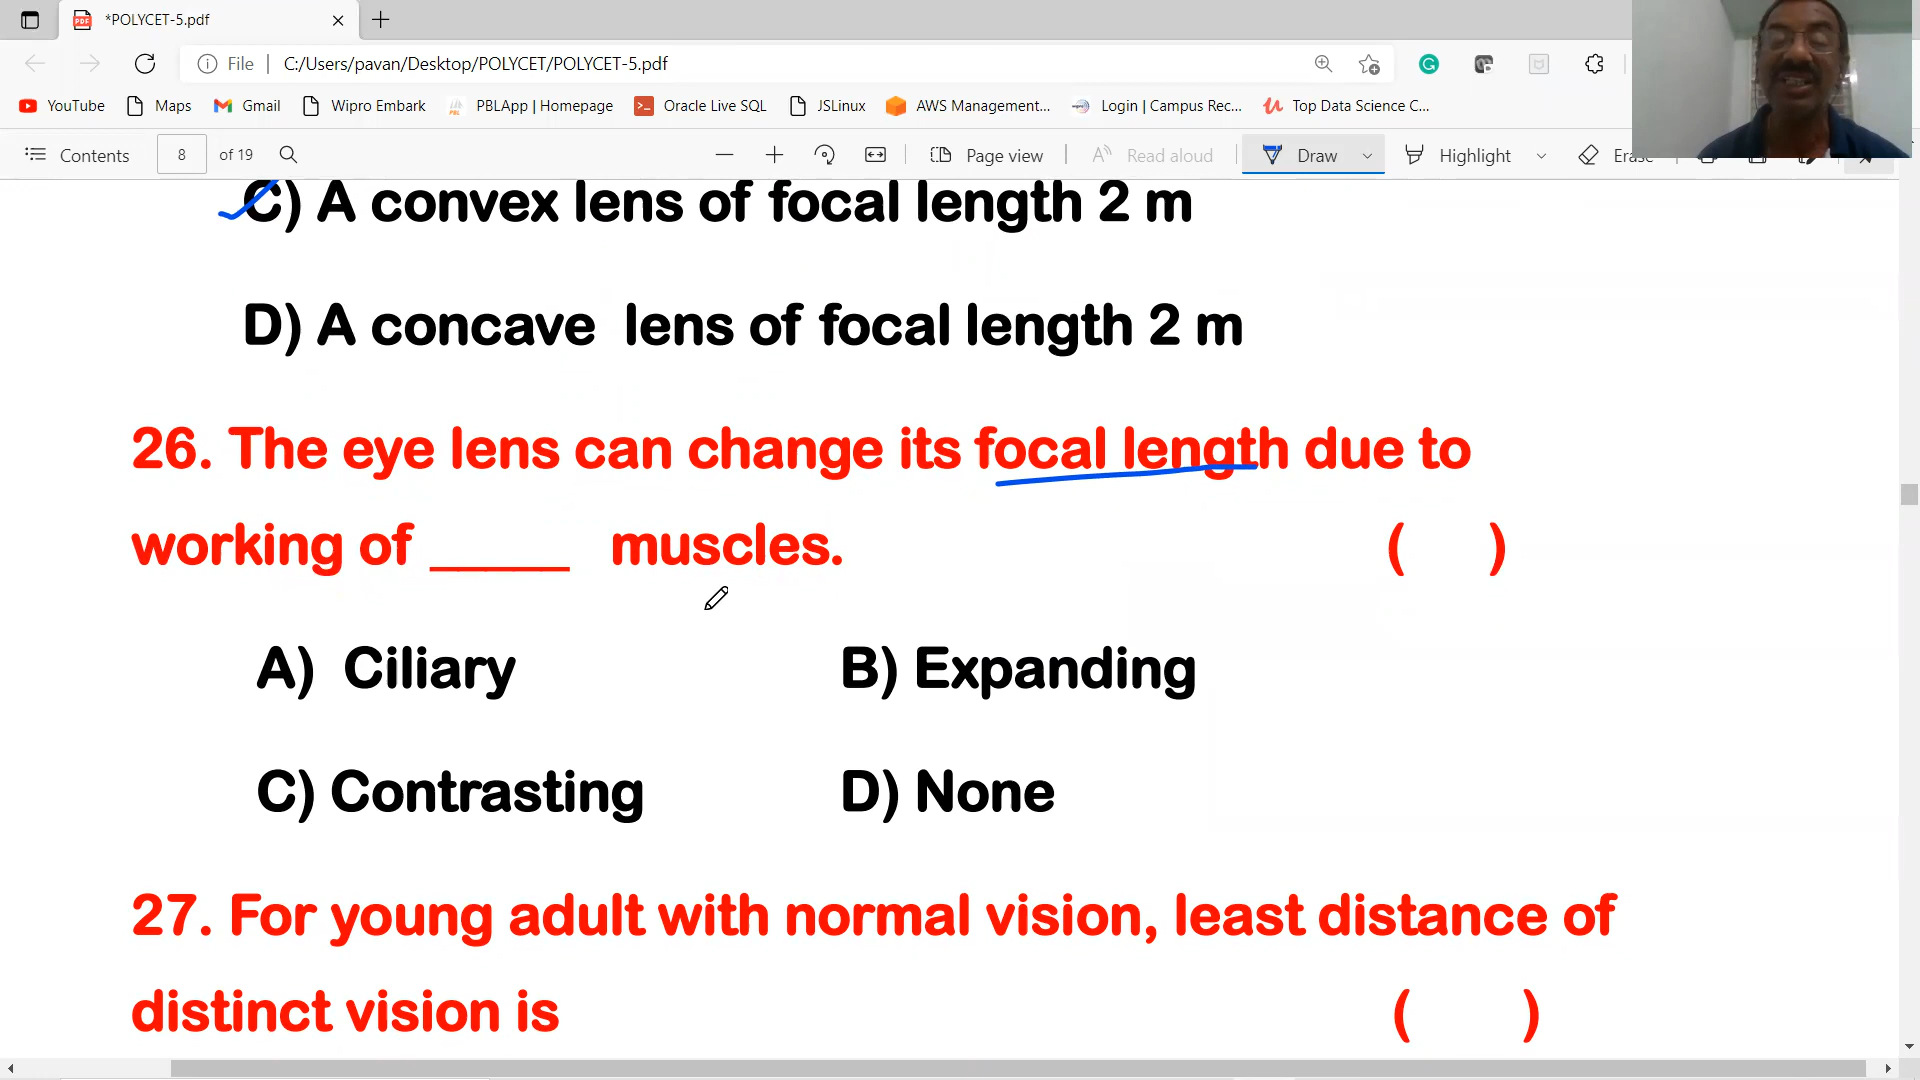 *POLYCET-5.pdf
File | C:/Users/pavan/Desktop/POLYCET/POLYCET-5.pdf
YouTube Maps Gmail Wipro Embark PBLApp | Homepage Oracle Live SQL JSLinux AWS Management... Login | Campus Rec... Top Data Science C...
Contents 8 of 19 Page view Read aloud Draw Highlight
C) A convex lens of focal length 2 m
D) A concave lens of focal length 2 m
26. The eye lens can change its focal length due to
working of _____ muscles. ( )
A) Ciliary B) Expanding
C) Contrasting D) None
27. For young adult with normal vision, least distance of
distinct vision is ( )